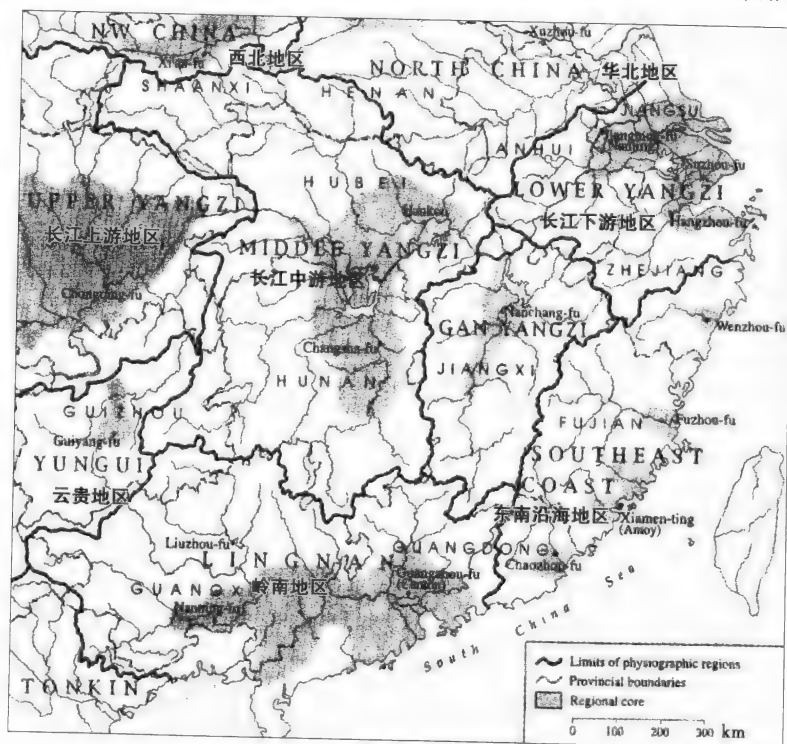 NW CHINA
西北地区
Xi'an-fu
Xuzhou-fu
NORTH CHINA
华北地区
SHAANXI
HENAN
JIANGSU
ANHUI
(Nanjing)
Suzhou-fu
HUBEI
UPPER YANGZI
长江上游地区
Hankou
LOWER YANGZI
长江下游地区
Hangzhou-fu
MIDDLE YANGZI
长江中游地区
ZHEJIANG
Chongqing-fu
Nanchang-fu
GAN YANGZI
Wenzhou-fu
Changsha-fu
JIANGXI
HUNAN
GUIZHOU
Guiyang-fu
FUJIAN
Fuzhou-fu
YUNGUI
云贵地区
SOUTHEAST
COAST
东南沿海地区
Xiamen-ting
(Amoy)
Liuzhou-fu
LINGNAN
岭南地区
GUANGDONG
Chaozhou-fu
Guangzhou-fu
(Canton)
GUANGXI
Nanning-fu
South China Sea
TONKIN
Limits of physiographic regions
Provincial boundaries
Regional core
0 100 200 300 km